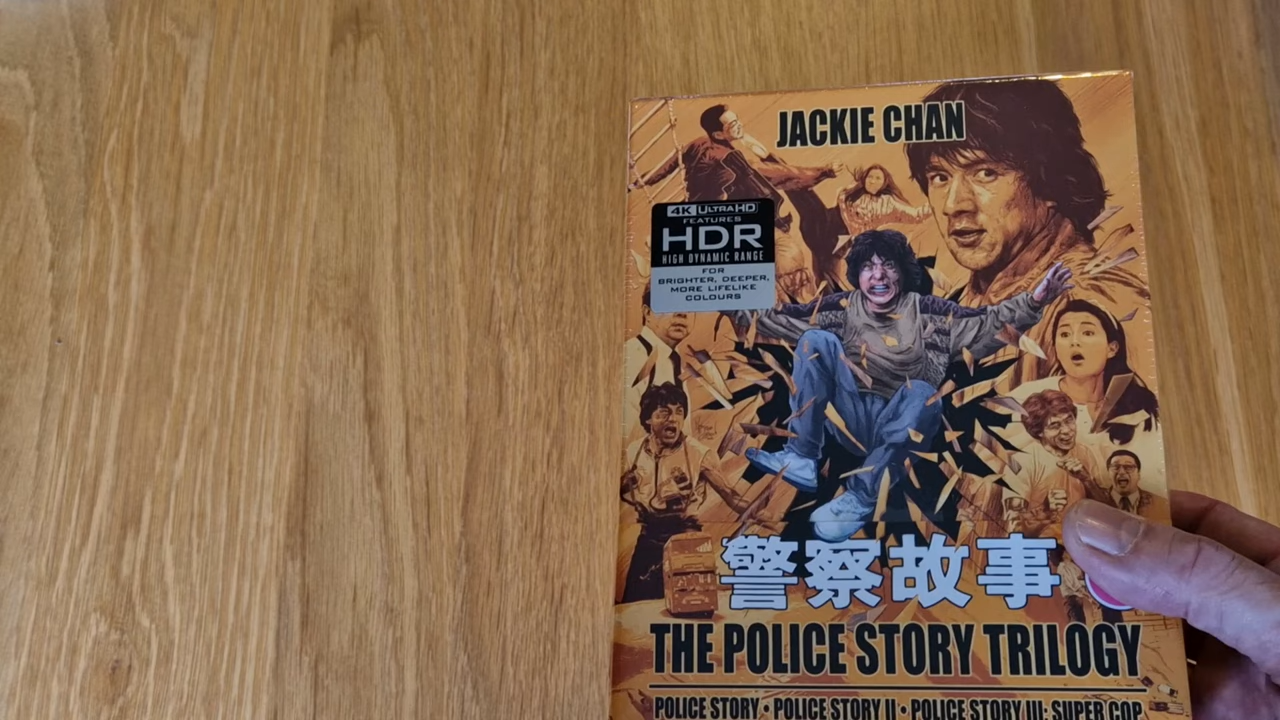 JACKIE CHAN
4K ULTRA HD
FEATURES
HDR
HIGH DYNAMIC RANGE
FOR
BRIGHTER, DEEPER,
MORE LIFELIKE
COLOURS
警察故事
THE POLICE STORY TRILOGY
POLICE STORY • POLICE STORY II • POLICE STORY III: SUPER COP